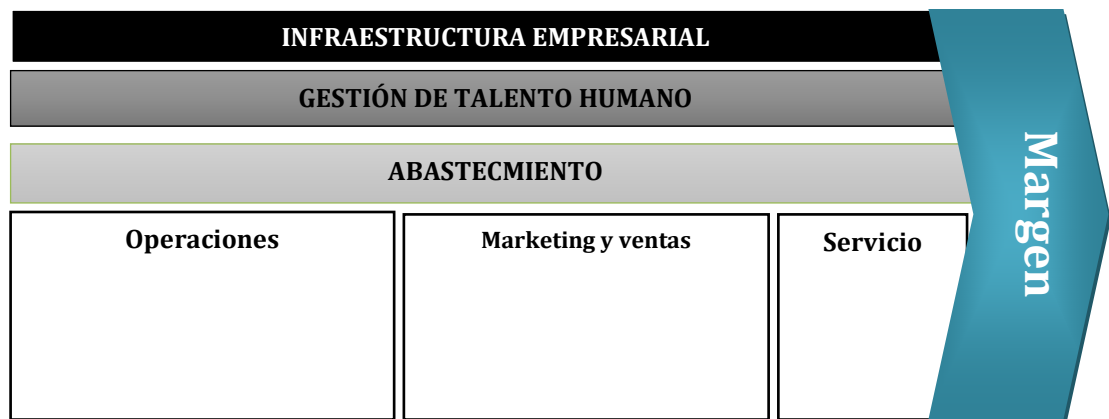 INFRAESTRUCTURA EMPRESARIAL
GESTIÓN DE TALENTO HUMANO
ABASTECMIENTO
Operaciones
Marketing y ventas
Servicio
Margen